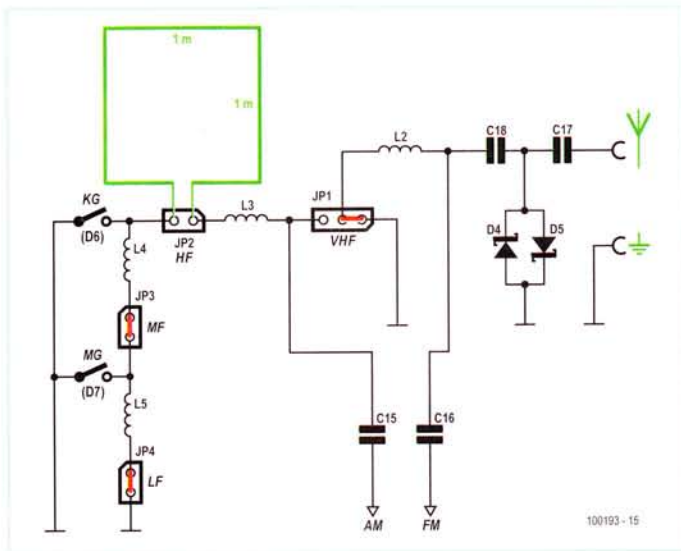 1 m
1 m
L2
C18
C17
KG
(D6)
L3
JP1
JP2
HF
VHF
L4
D4
D5
JP3
MF
MG
(D7)
L5
C15
C16
JP4
LF
AM
FM
100193 - 15